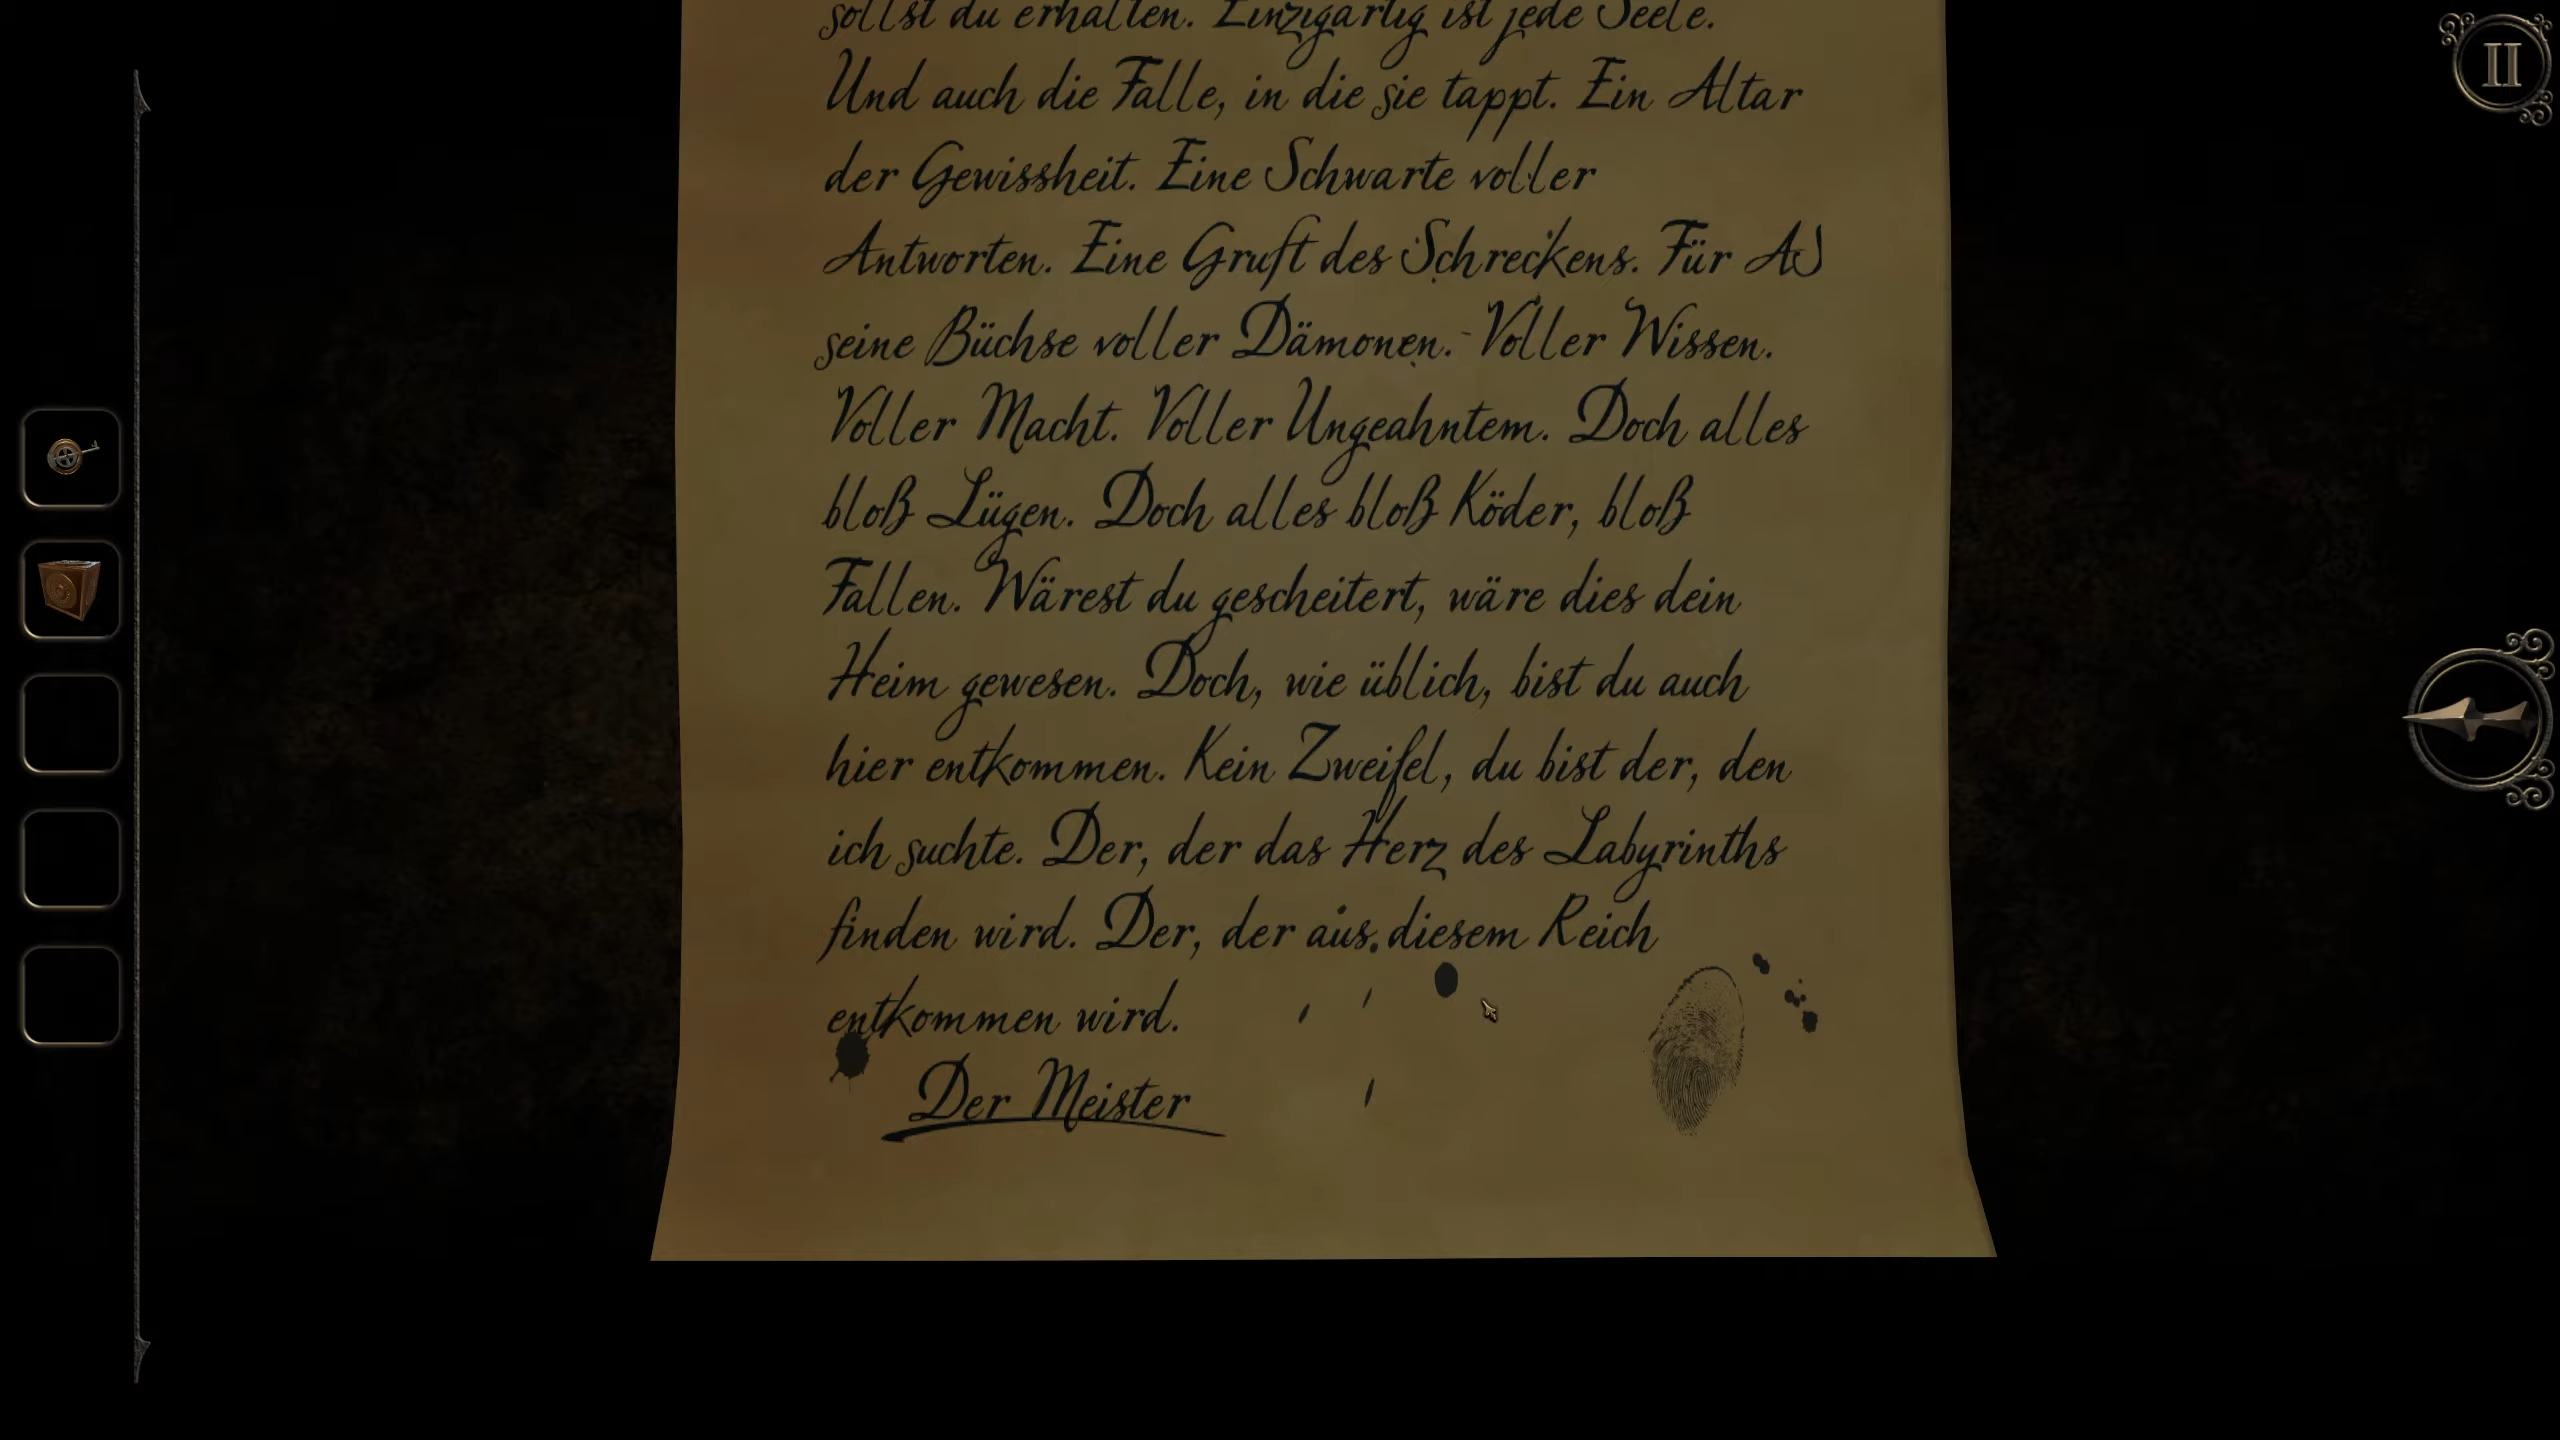 sollst du erhalten. Einzigartig ist jede Seele.
Und auch die Falle, in die sie tappt. Ein Altar
der Gewissheit. Eine Schwarte voller
Antworten. Eine Gruft des Schreckens. Für AS
seine Büchse voller Dämonen. Voller Wissen.
Voller Macht. Voller Ungeahntem. Doch alles
bloß Lügen. Doch alles bloß Köder, bloß
Fallen. Wärest du gescheitert, wäre dies dein
Heim gewesen. Doch, wie üblich, bist du auch
hier entkommen. Kein Zweifel, du bist der, den
ich suchte. Der, der das Herz des Labyrinths
finden wird. Der, der aus diesem Reich
entkommen wird.
Der Meister
II